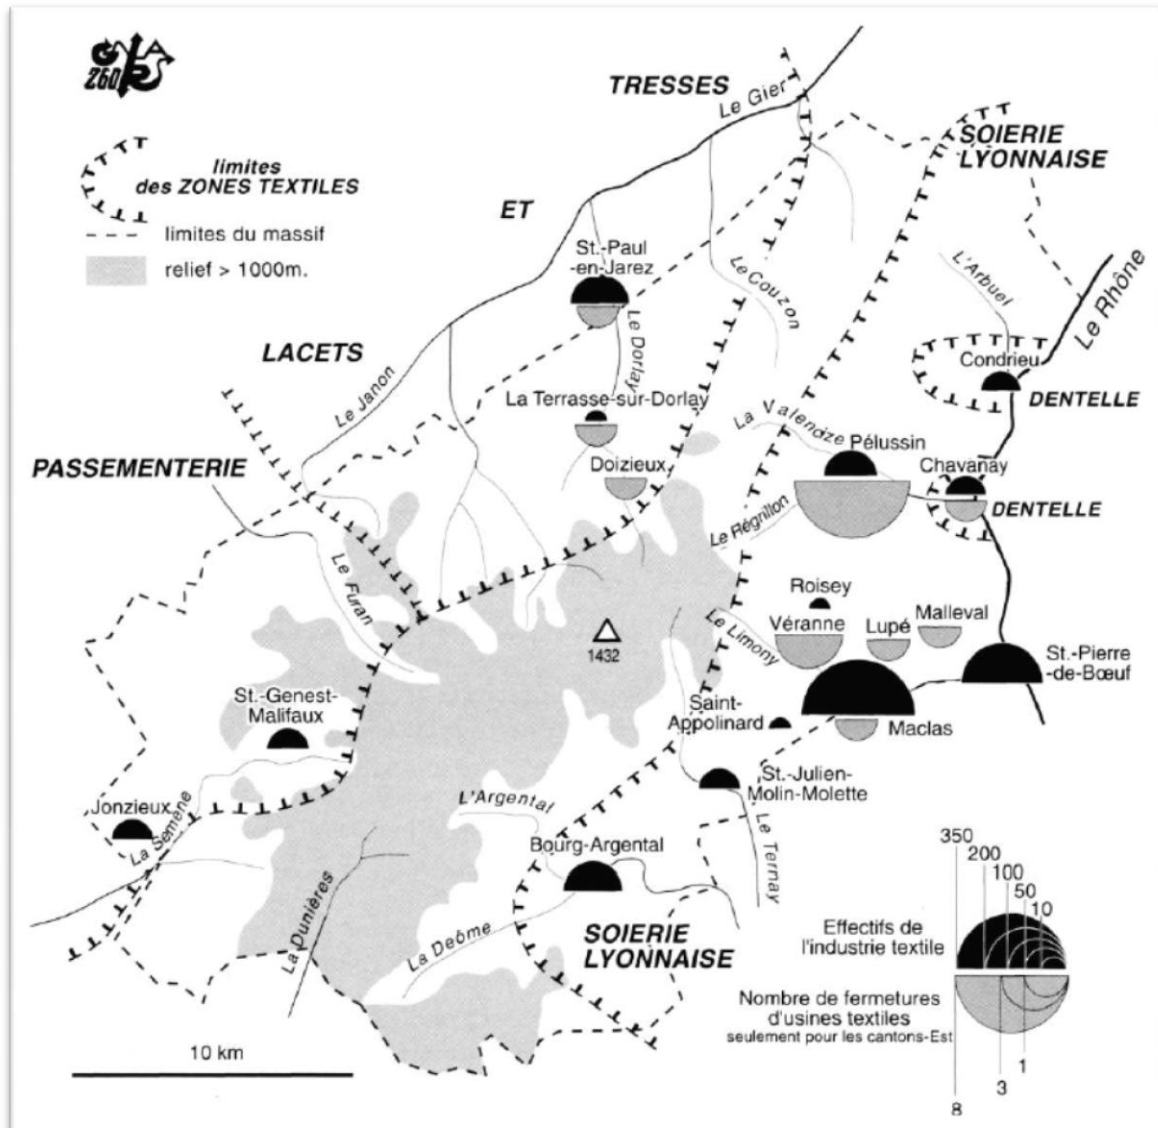 260
limites
des ZONES TEXTILES
limites du massif
relief > 1000m.
TRESSES
Le Gier
SOIERIE
LYONNAISE
ET
St.-Paul
-en-Jarez
Le Couzon
L'Arbuel
Le Rhône
LACETS
Le Janon
Le Dorlay
Condrieu
DENTELLE
La Terrasse-sur-Dorlay
La Valencize
Pélussin
PASSEMENTERIE
Doizieux
Chavanay
DENTELLE
Le Régrillon
Le Furan
Roisey
Véranne
Lupé
Malleval
Le Limony
1432
St.-Pierre
-de-Bœuf
St.-Genest-
Malifaux
Saint-
Appolinard
Maclas
St.-Julien-
Molin-Molette
L'Argental
Jonzieux
La Semène
Le Ternay
Bourg-Argental
La Dunières
La Deôme
SOIERIE
LYONNAISE
350
200
100
50
10
Effectifs de
l'industrie textile
Nombre de fermetures
d'usines textiles
seulement pour les cantons-Est
1
3
8
10 km